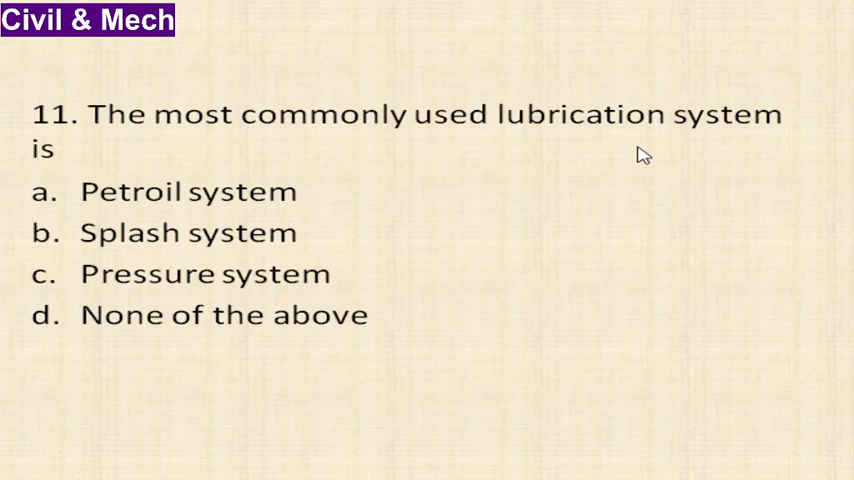 Civil & Mech
11. The most commonly used lubrication system
is
a. Petroil system
b. Splash system
c. Pressure system
d. None of the above